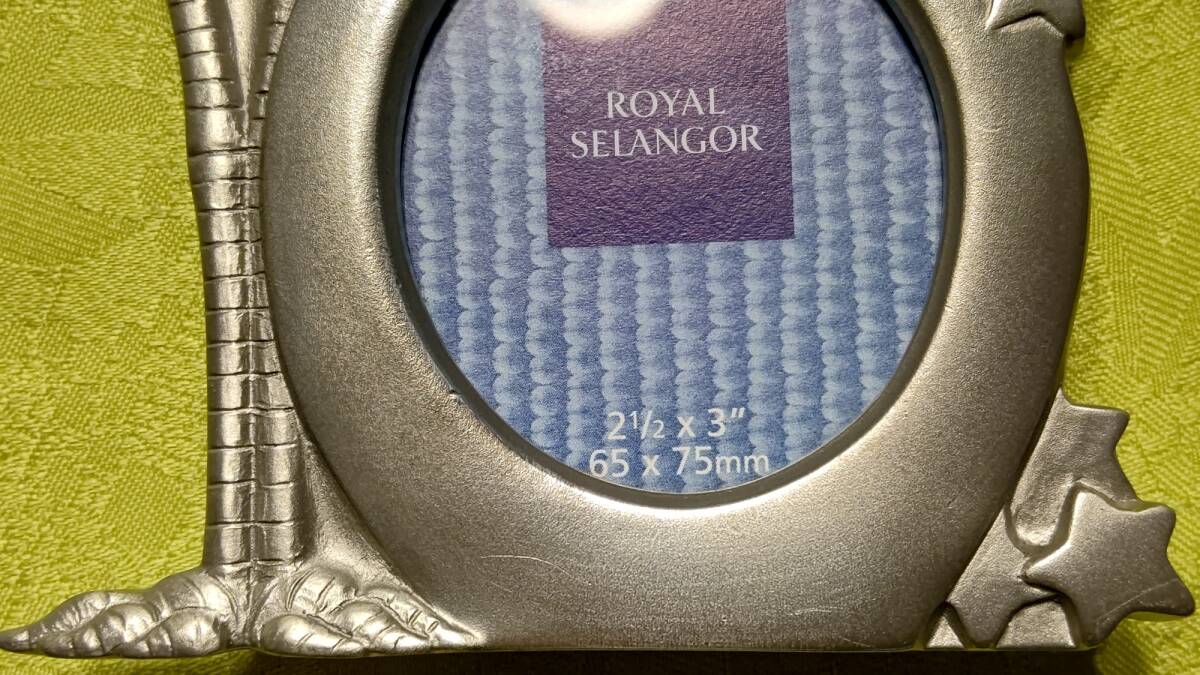 ROYAL
SELANGOR
2½ x 3"
65 x 75mm